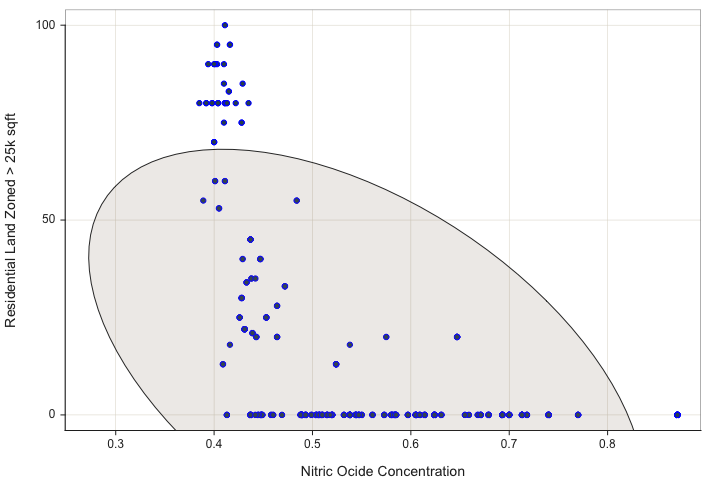 Residential Land Zoned > 25k sqft
100
50
0
0.3 0.4 0.5 0.6 0.7 0.8
Nitric Ocide Concentration